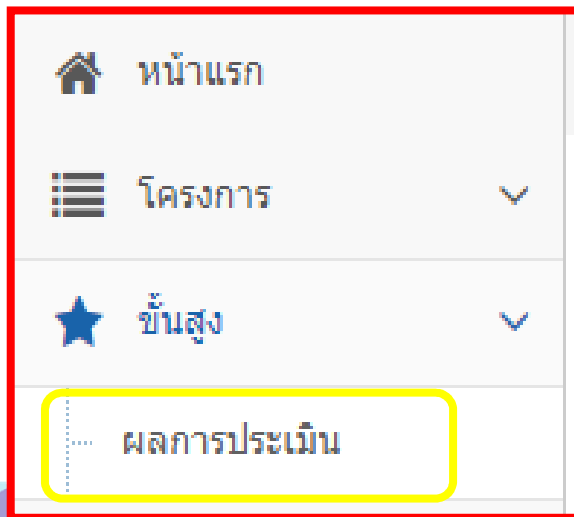 หน้าแรก
โครงการ
ขั้นสูง
ผลการประเมิน